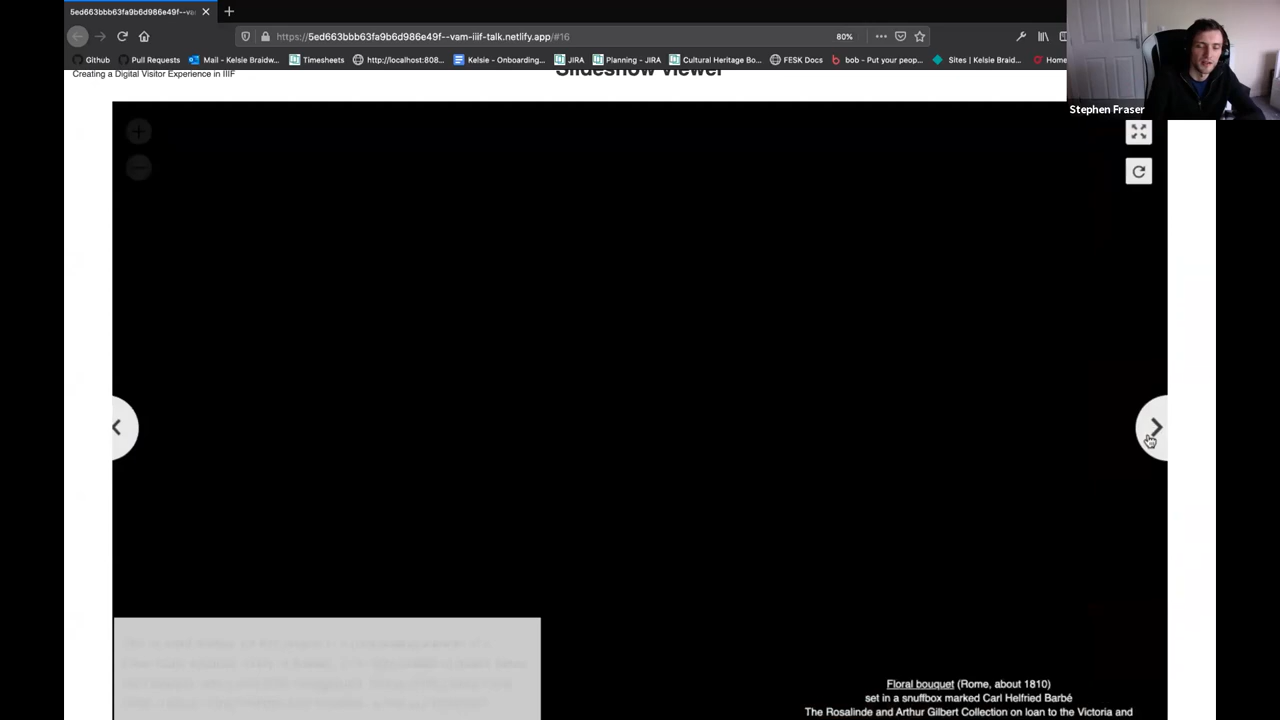 5ed663bbb63fa9b6d986e49f--va
https://5ed663bbb63fa9b6d986e49f--vam-iiif-talk.netlify.app/#16
80%
Github
Pull Requests
Mail - Kelsie Braidw...
Timesheets
http://localhost:808...
Kelsie - Onboarding...
JIRA
Planning - JIRA
Cultural Heritage Bo...
FESK Docs
bob - Put your peop...
Sites | Kelsie Braid...
Home
Creating a Digital Visitor Experience in IIIF
Slideshow viewer
Stephen Fraser
Floral bouquet (Rome, about 1810)
set in a snuffbox marked Carl Helfried Barbé
The Rosalinde and Arthur Gilbert Collection on loan to the Victoria and